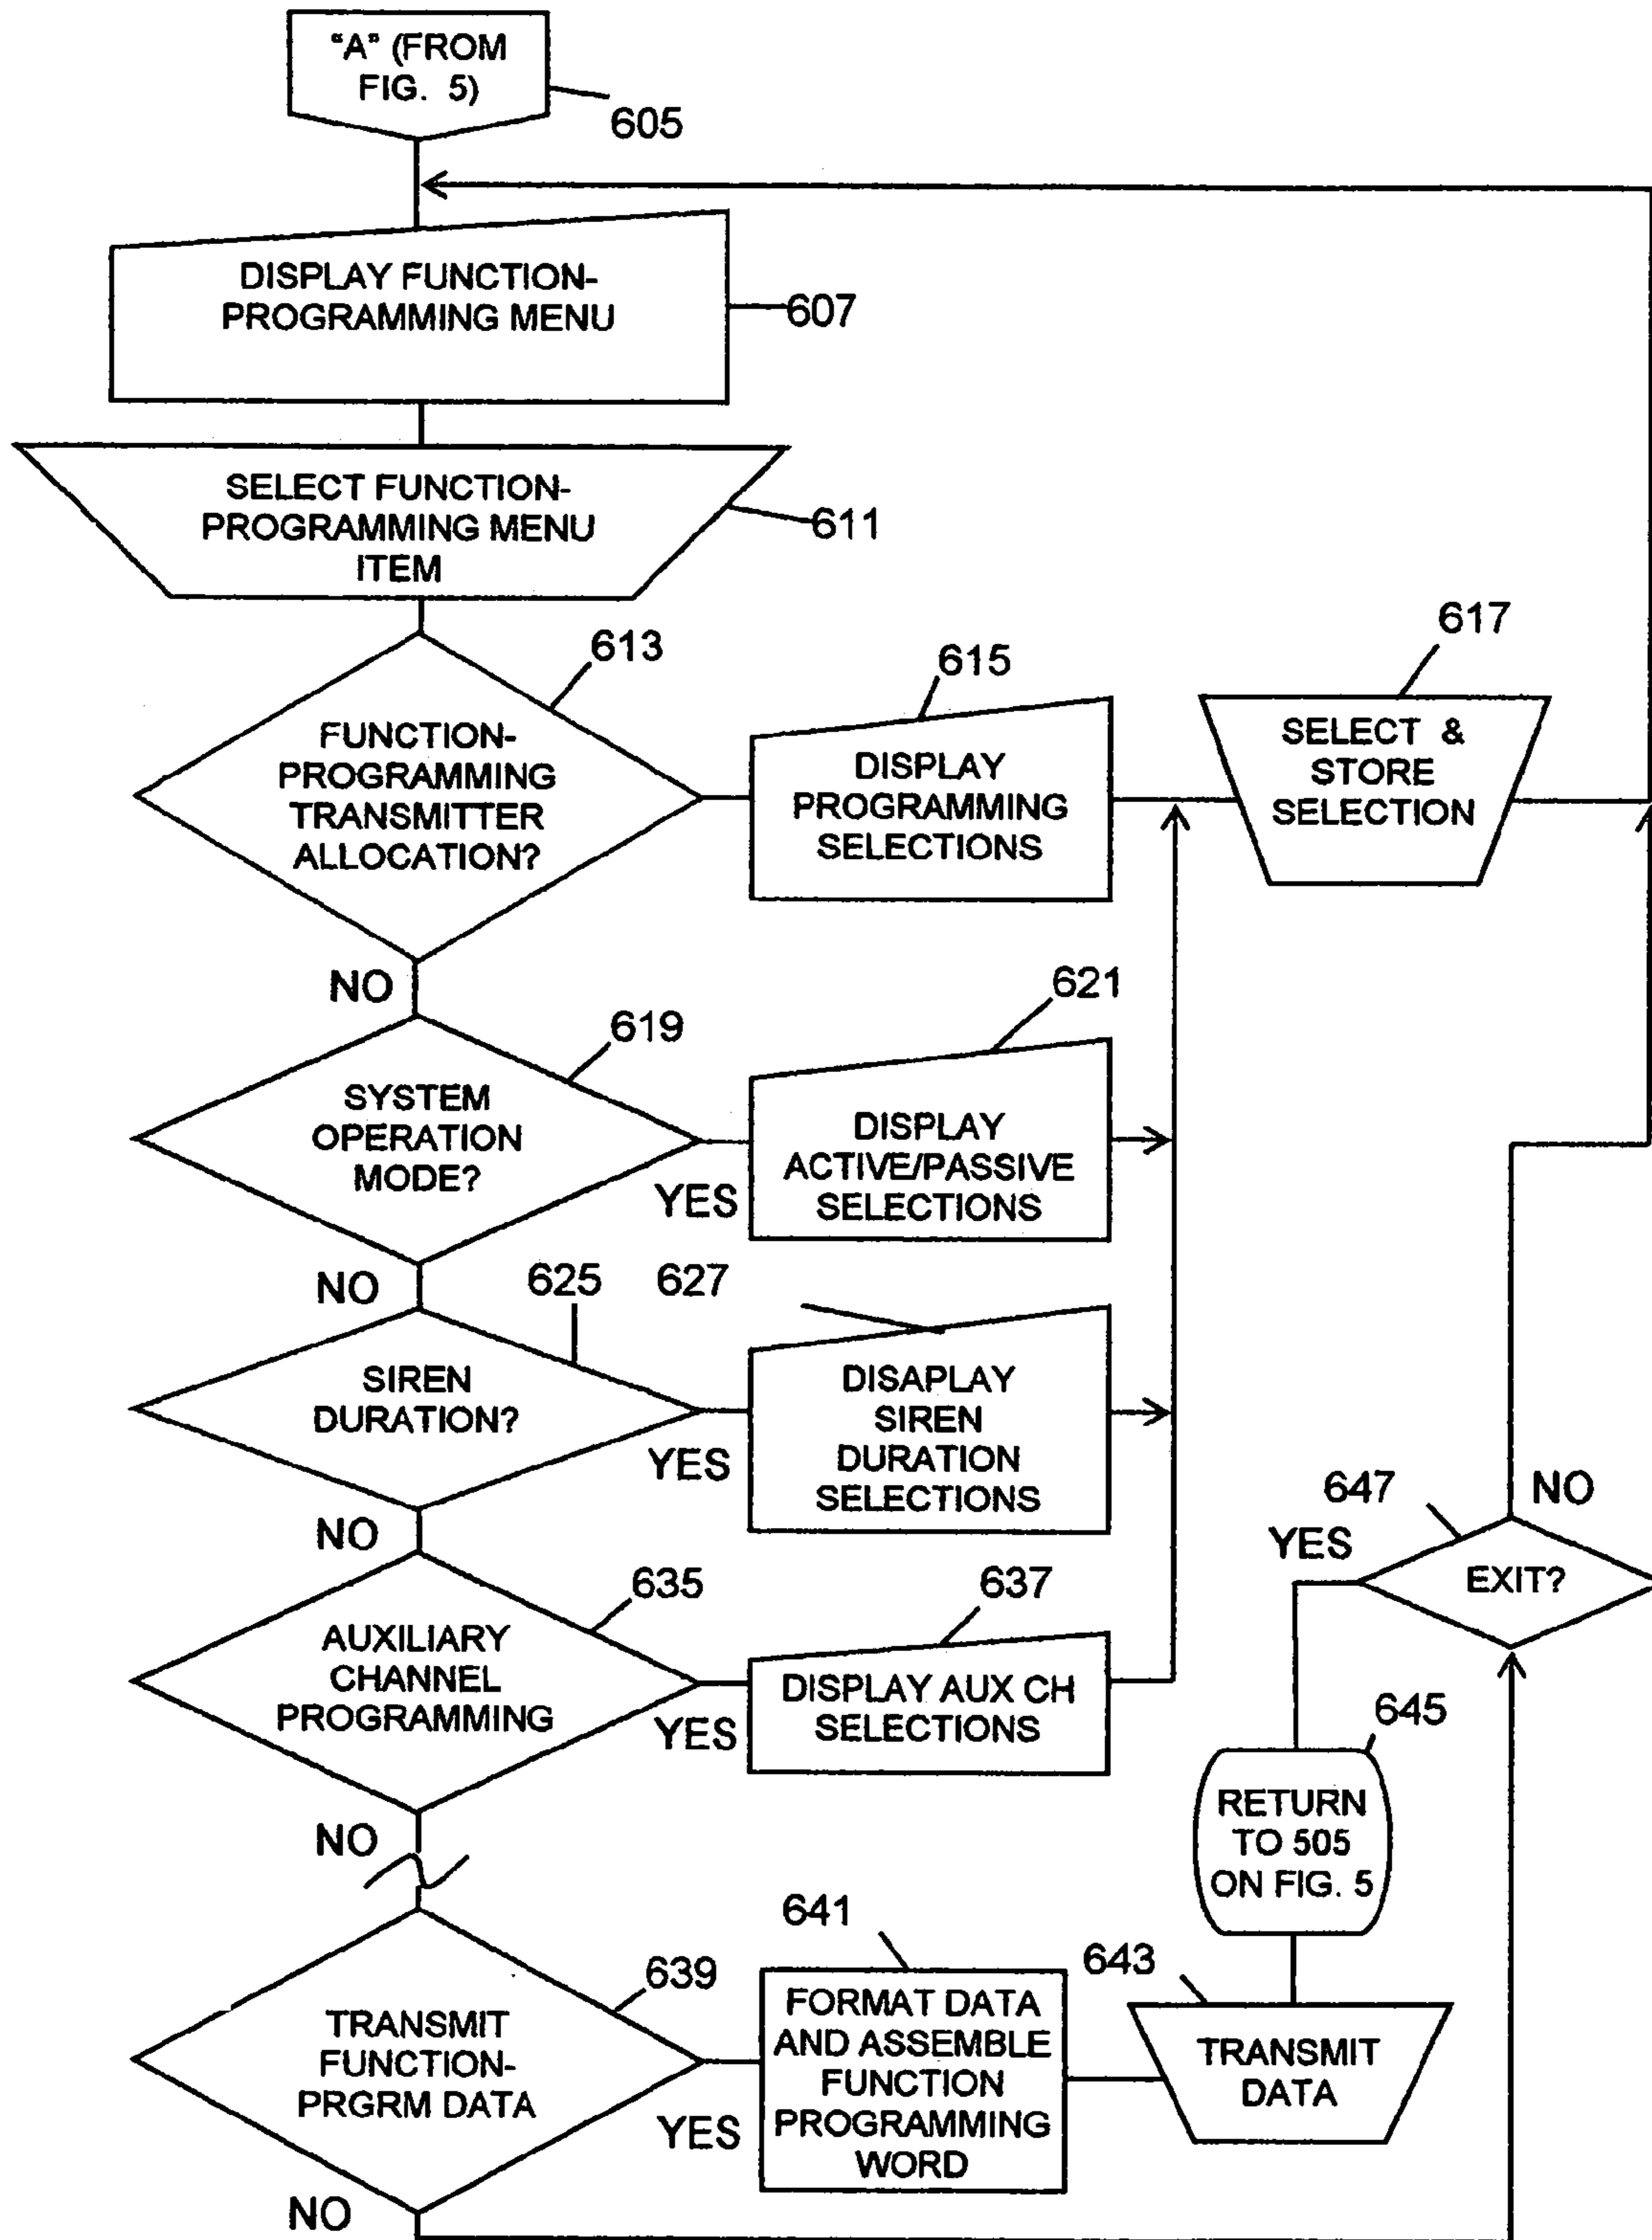 "A" (FROM
FIG. 5)
605
DISPLAY FUNCTION-
PROGRAMMING MENU
607
SELECT FUNCTION-
PROGRAMMING MENU
ITEM
611
613
FUNCTION-
PROGRAMMING
TRANSMITTER
ALLOCATION?
615
DISPLAY
PROGRAMMING
SELECTIONS
617
SELECT &
STORE
SELECTION
NO
619
SYSTEM
OPERATION
MODE?
YES
621
DISPLAY
ACTIVE/PASSIVE
SELECTIONS
NO
625
SIREN
DURATION?
YES
627
DISAPLAY
SIREN
DURATION
SELECTIONS
NO
635
AUXILIARY
CHANNEL
PROGRAMMING
YES
637
DISPLAY AUX CH
SELECTIONS
647
NO
YES
EXIT?
645
RETURN
TO 505
ON FIG. 5
NO
639
TRANSMIT
FUNCTION-
PRGRM DATA
YES
641
FORMAT DATA
AND ASSEMBLE
FUNCTION
PROGRAMMING
WORD
643
TRANSMIT
DATA
NO